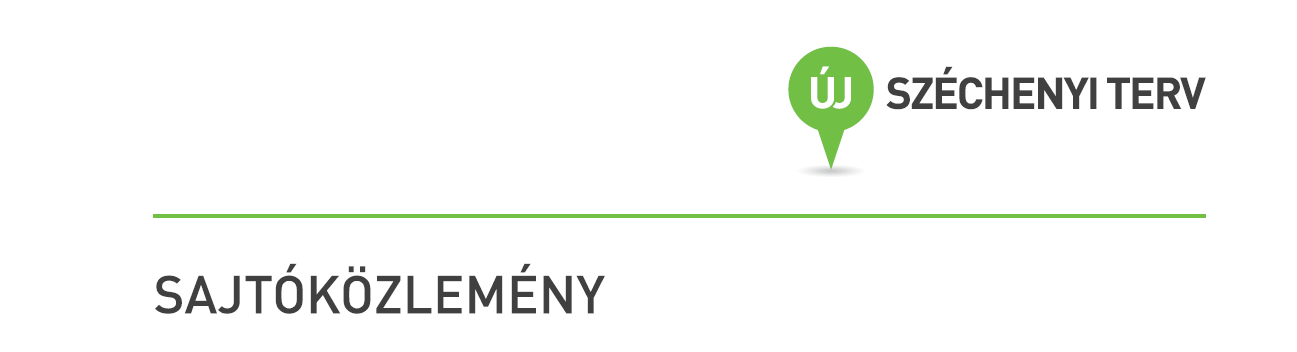 ÚJ SZÉCHENYI TERV
SAJTÓKÖZLEMÉNY